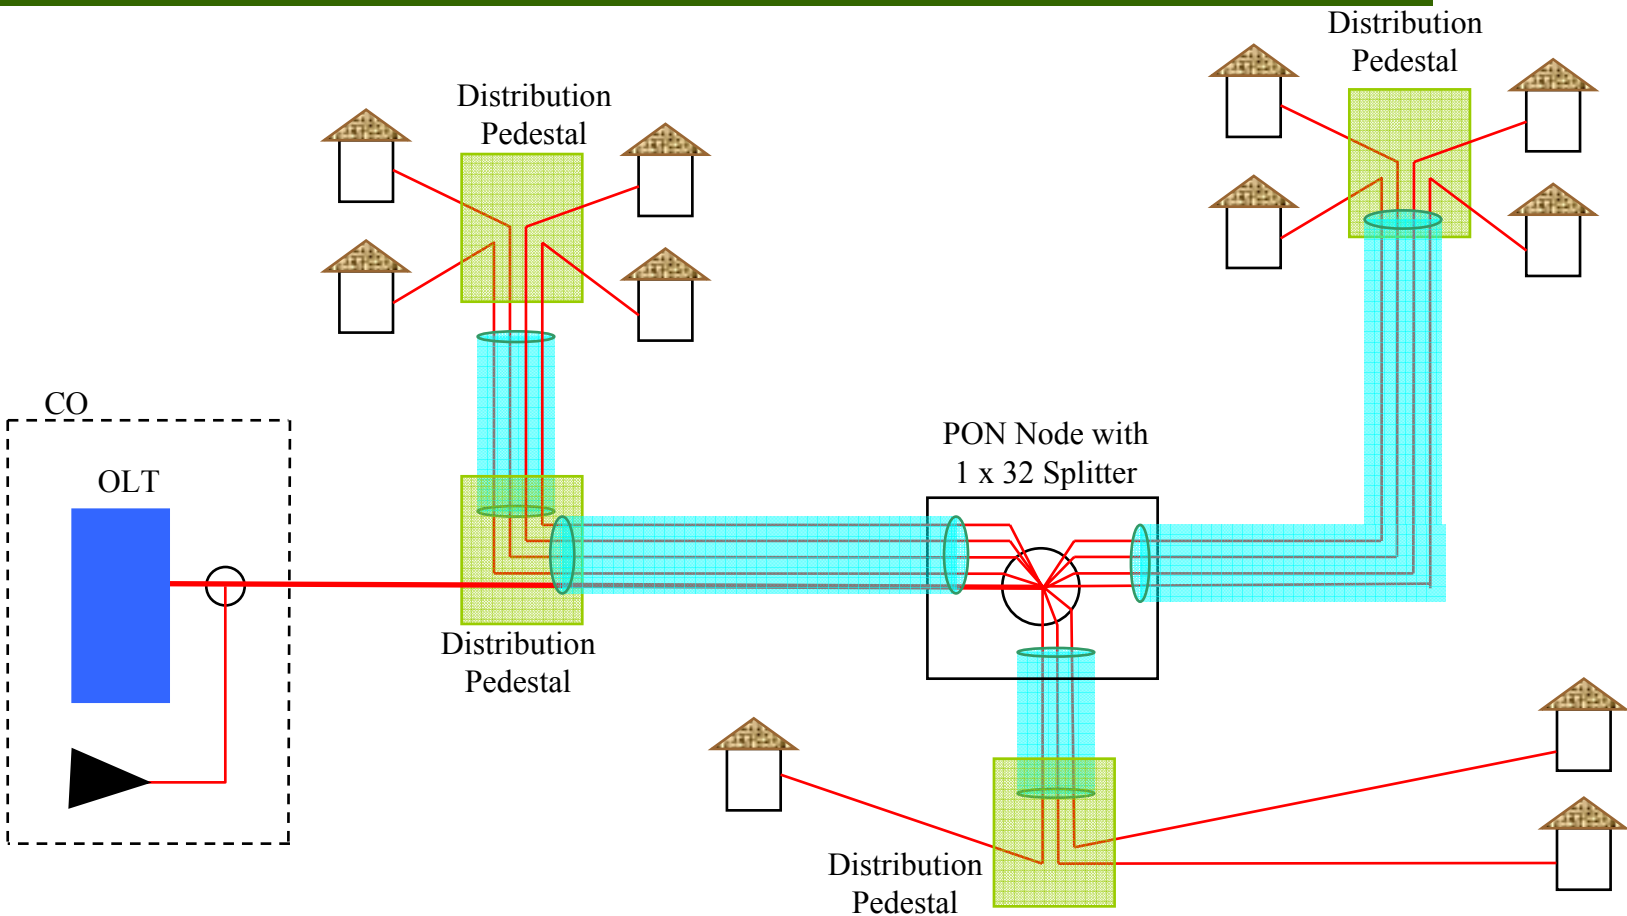 Distribution
Pedestal
Distribution
Pedestal
CO
OLT
PON Node with
1 x 32 Splitter
Distribution
Pedestal
Distribution
Pedestal